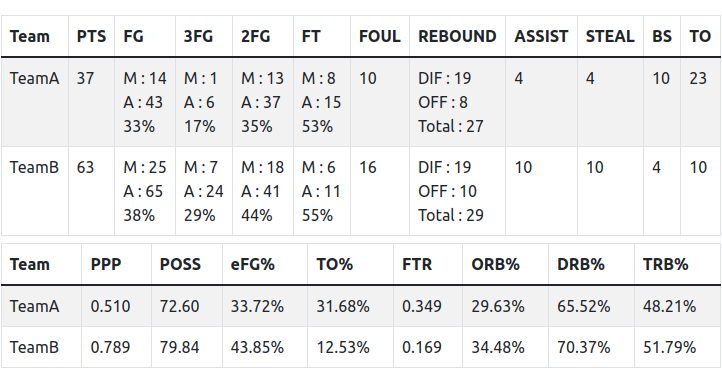 Team PTS FG 3FG 2FG FT FOUL REBOUND ASSIST STEAL BS TO
TeamA 37 M : 14 M : 1 M : 13 M : 8 10 DIF : 19 4 4 10 23
A : 43 A : 6 A : 37 A : 15 OFF : 8
33% 17% 35% 53% Total : 27
TeamB 63 M : 25 M : 7 M : 18 M : 6 16 DIF : 19 10 10 4 10
A : 65 A : 24 A : 41 A : 11 OFF : 10
38% 29% 44% 55% Total : 29
Team PPP POSS eFG% TO% FTR ORB% DRB% TRB%
TeamA 0.510 72.60 33.72% 31.68% 0.349 29.63% 65.52% 48.21%
TeamB 0.789 79.84 43.85% 12.53% 0.169 34.48% 70.37% 51.79%